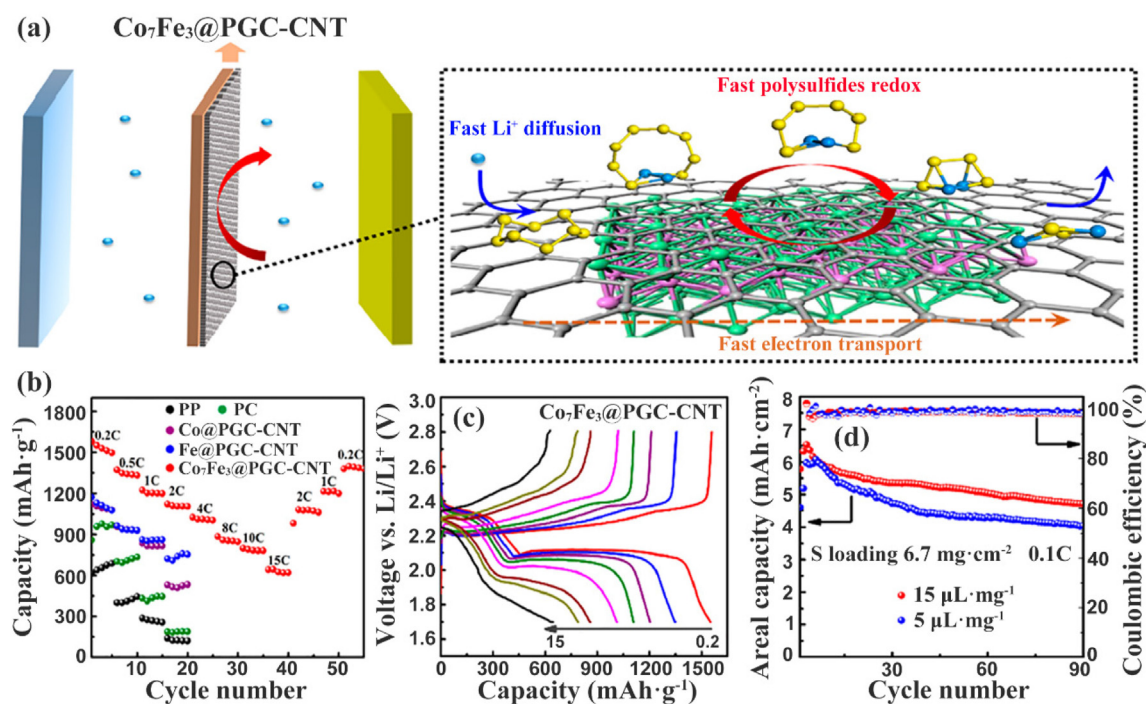 (a)
Co₇Fe₃@PGC-CNT
Fast polysulfides redox
Fast Li⁺ diffusion
Fast electron transport
(b)
Capacity (mAh·g⁻¹)
1800
1500
1200
900
600
300
0
0 10 20 30 40 50
Cycle number
PP
PC
Co@PGC-CNT
Fe@PGC-CNT
Co₇Fe₃@PGC-CNT
0.2C
0.5C
1C
2C
4C
8C
10C
15C
2C
1C
0.2C
(c)
Co₇Fe₃@PGC-CNT
Voltage vs. Li/Li⁺ (V)
3.0
2.8
2.6
2.4
2.2
2.0
1.8
1.6
15
0.2
0 300 600 900 1200 1500
Capacity (mAh·g⁻¹)
(d)
Areal capacity (mAh·cm⁻²)
8
7
6
5
4
3
2
1
0
Coulombic efficiency (%)
100
80
60
40
20
0
S loading 6.7 mg·cm⁻² 0.1C
15 μL·mg⁻¹
5 μL·mg⁻¹
0 30 60 90
Cycle number